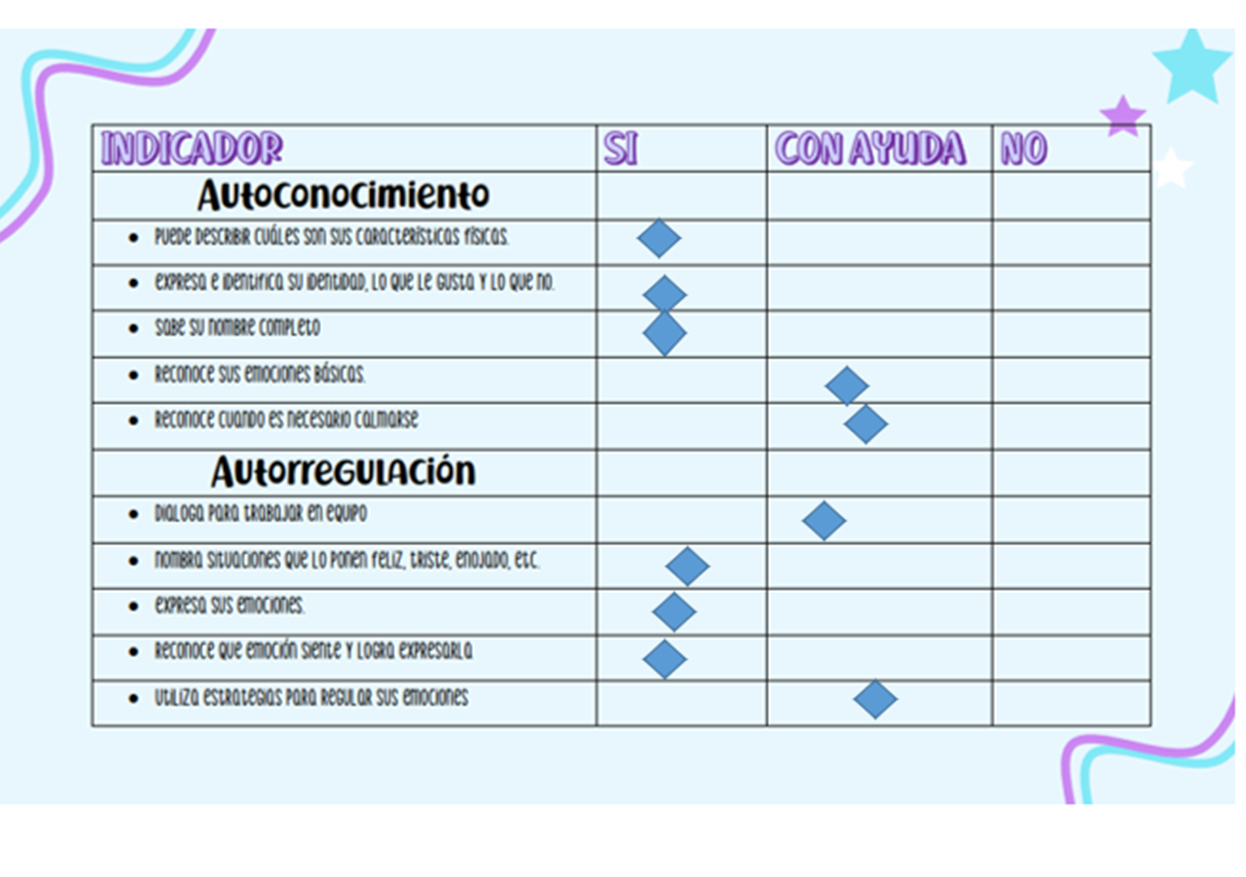 INDICADOR SI CON AYUDA NO
Autoconocimiento
• Puede describir cuáles son sus características físicas.
• Expresa e identifica su identidad, lo que le gusta y lo que no.
• Sabe su nombre completo
• Reconoce sus emociones básicas.
• Reconoce cuando es necesario calmarse
Autorregulación
• Dialoga para trabajar en equipo
• Nombra situaciones que lo ponen feliz, triste, enojado, etc.
• Expresa sus emociones.
• Reconoce que emoción siente y logra expresarla
• Utiliza estrategias para regular sus emociones